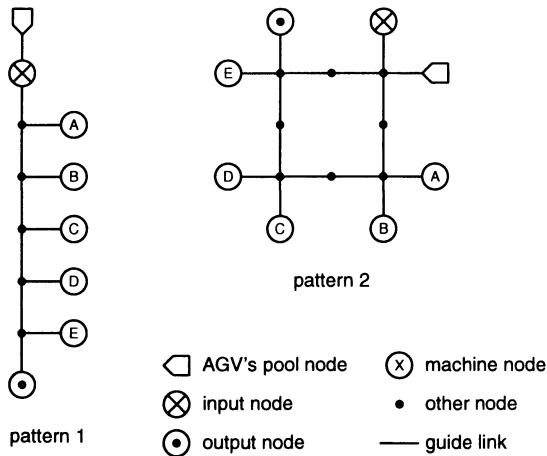 A
B
C
D
E
pattern 1
E
D
A
C
B
pattern 2
AGV's pool node
X machine node
input node
other node
output node
guide link